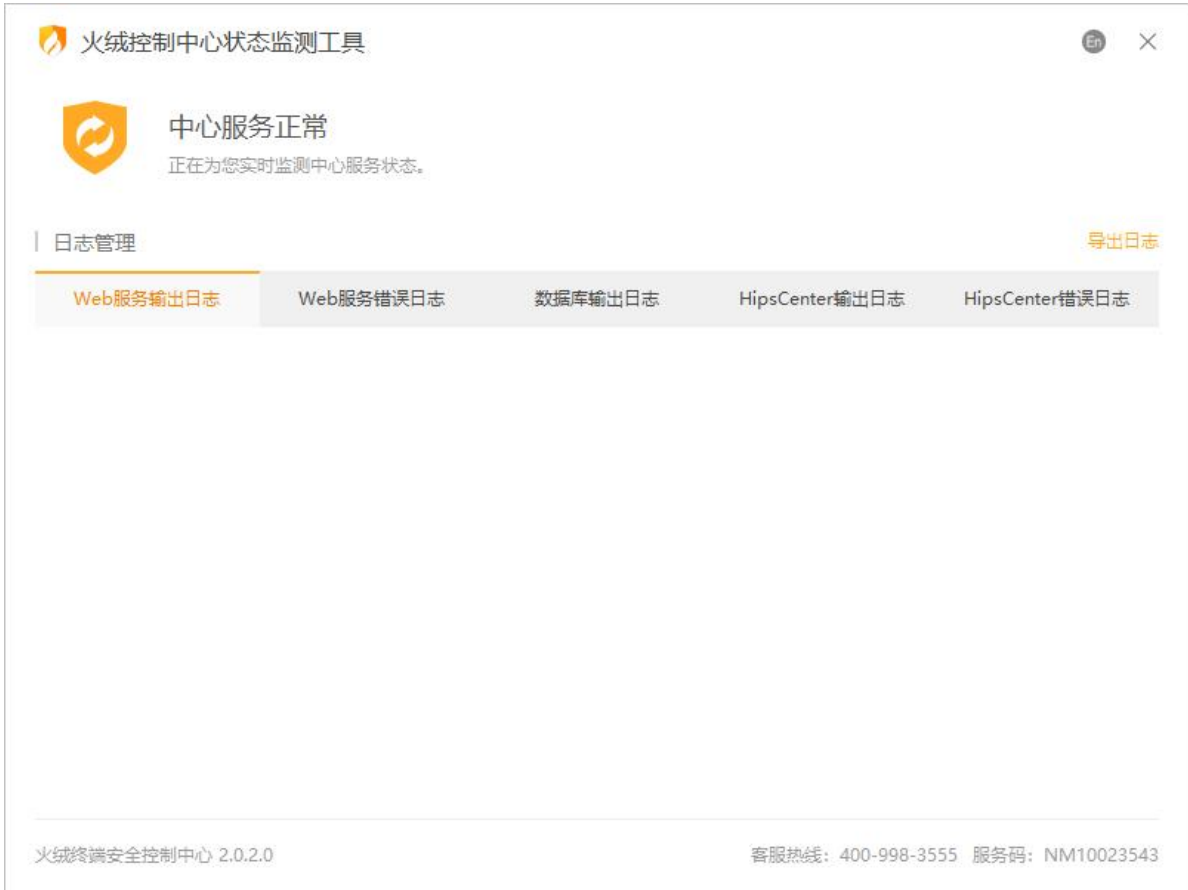 火绒控制中心状态监测工具 En
中心服务正常
正在为您实时监测中心服务状态。
日志管理 导出日志
Web服务输出日志 Web服务错误日志 数据库输出日志 HipsCenter输出日志 HipsCenter错误日志
火绒终端安全控制中心 2.0.2.0 客服热线：400-998-3555 服务码：NM10023543